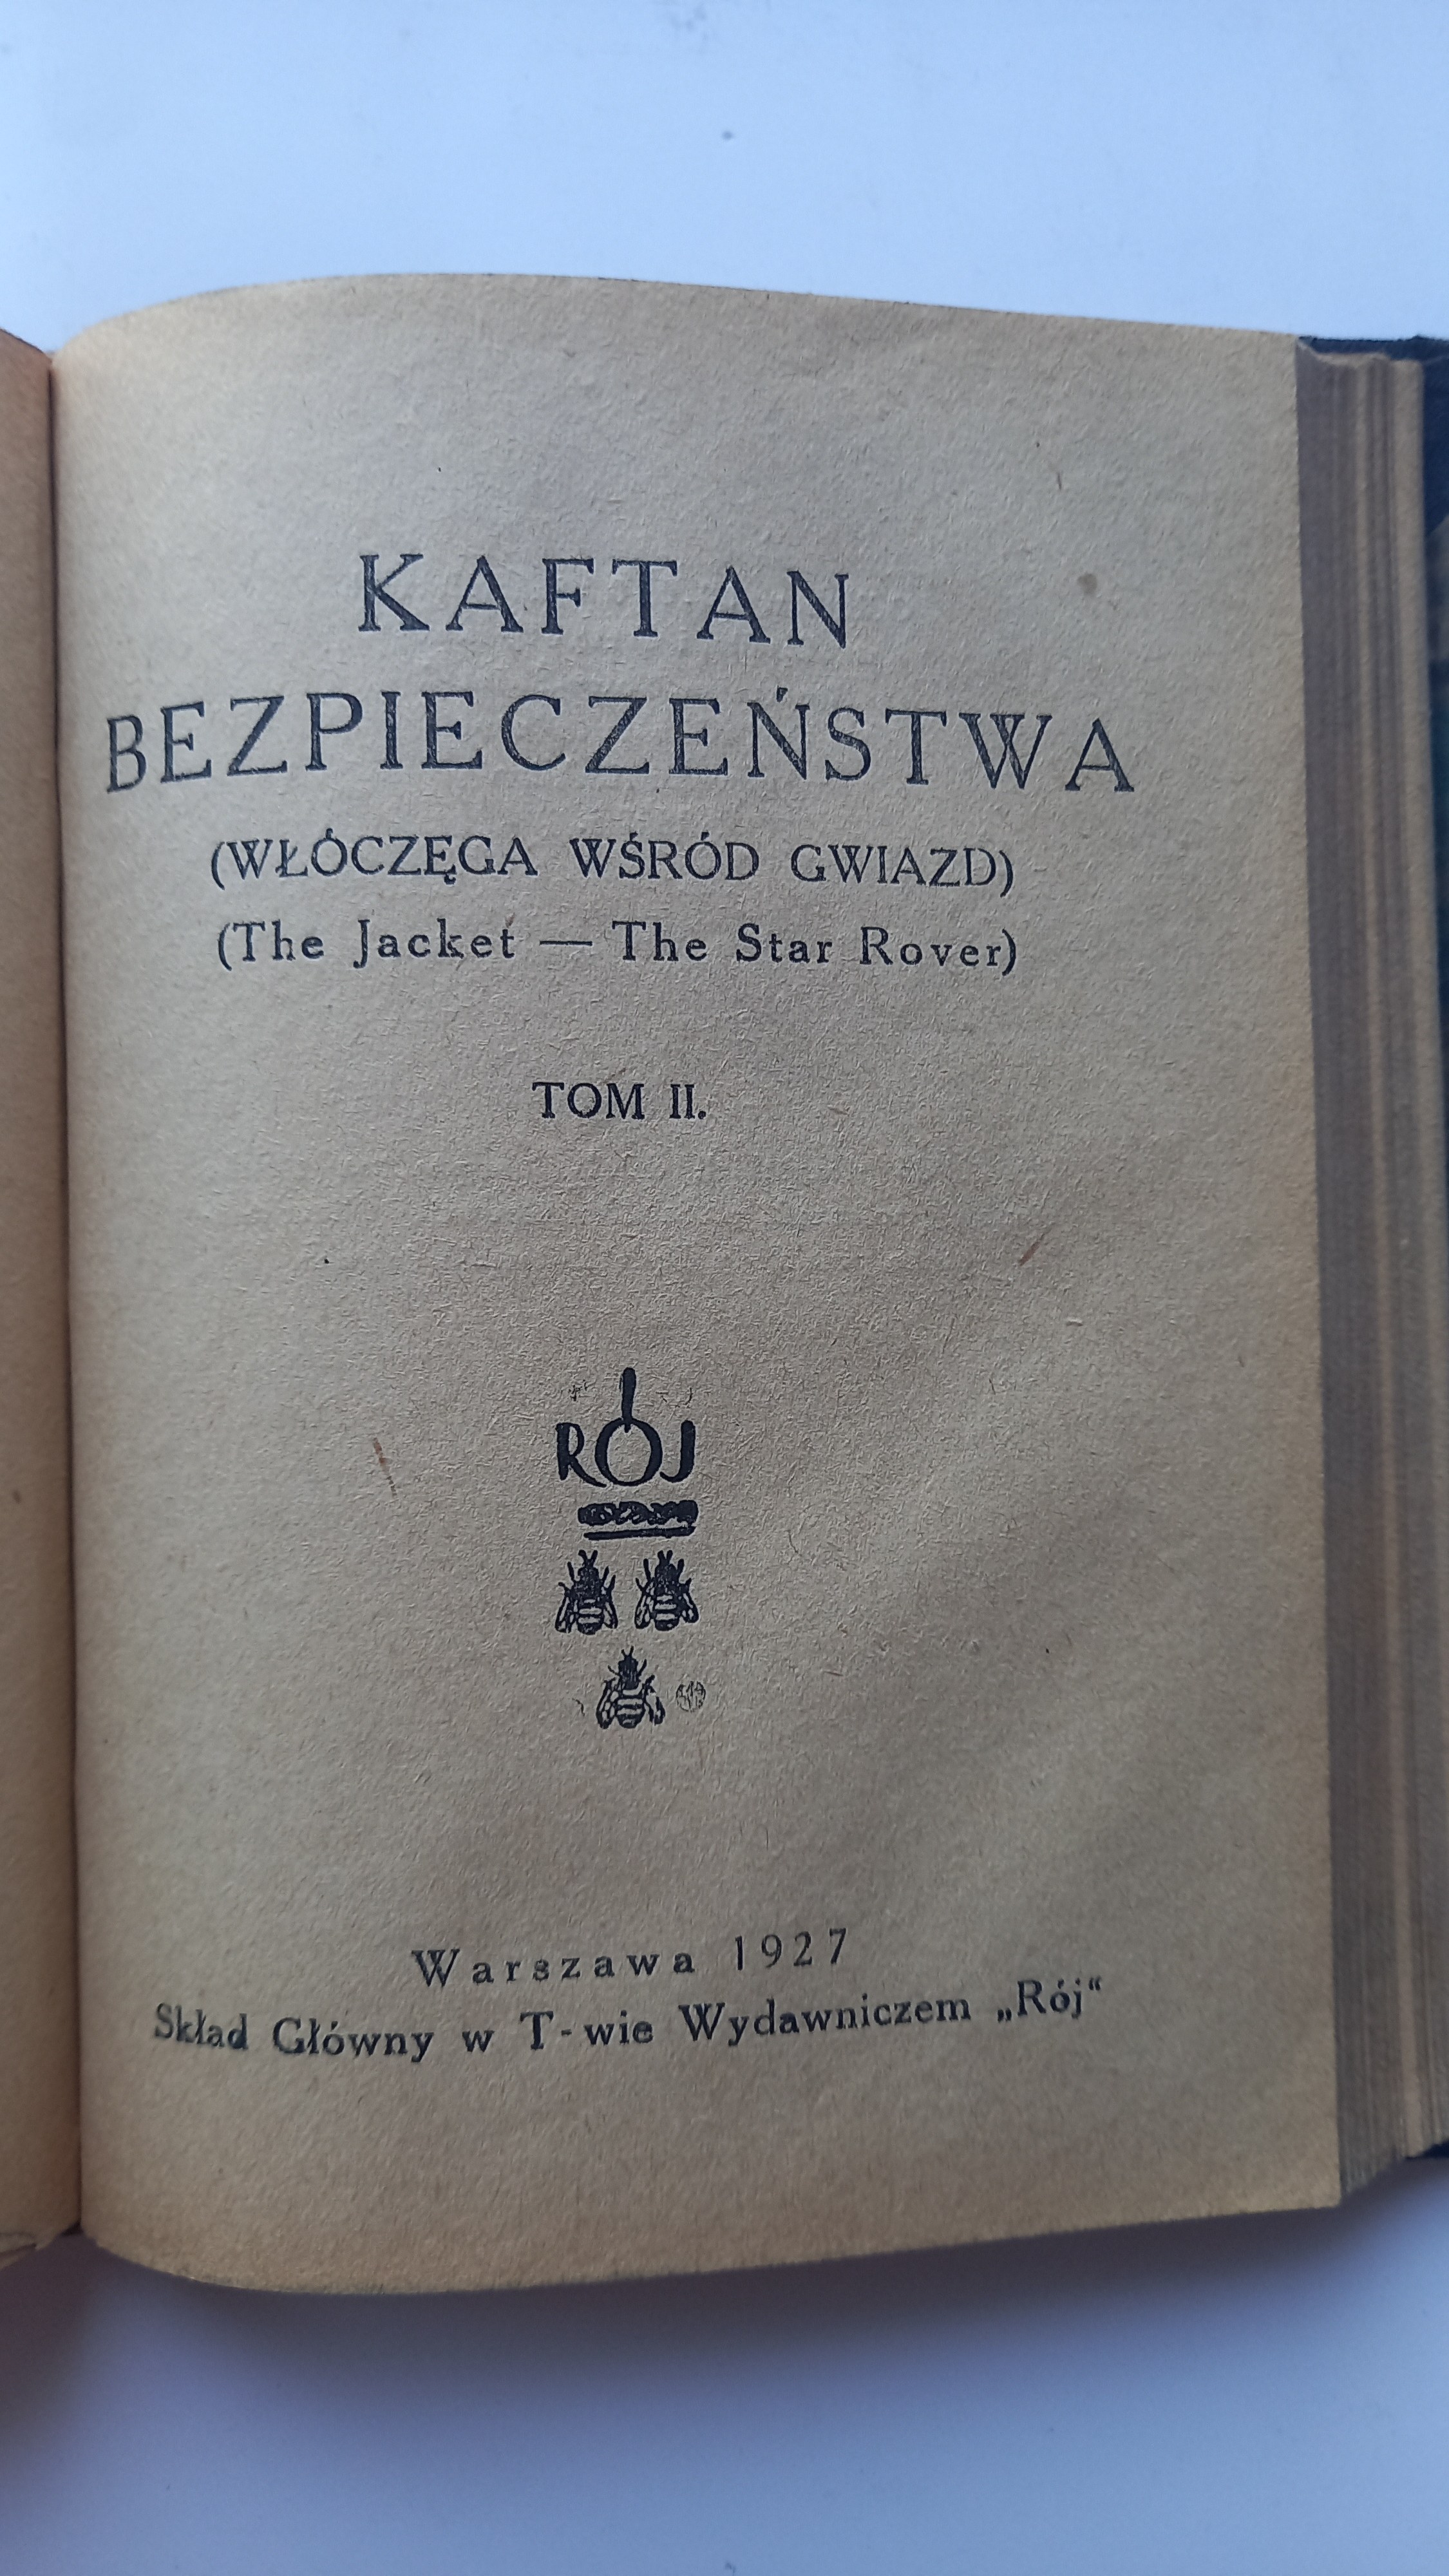 KAFTAN
BEZPIECZEŃSTWA
(WŁÓCZĘGA WŚRÓD GWIAZD)
(The Jacket — The Star Rover)
TOM II.
RÓJ
Warszawa 1927
Skład Główny w T-wie Wydawniczem „Rój“